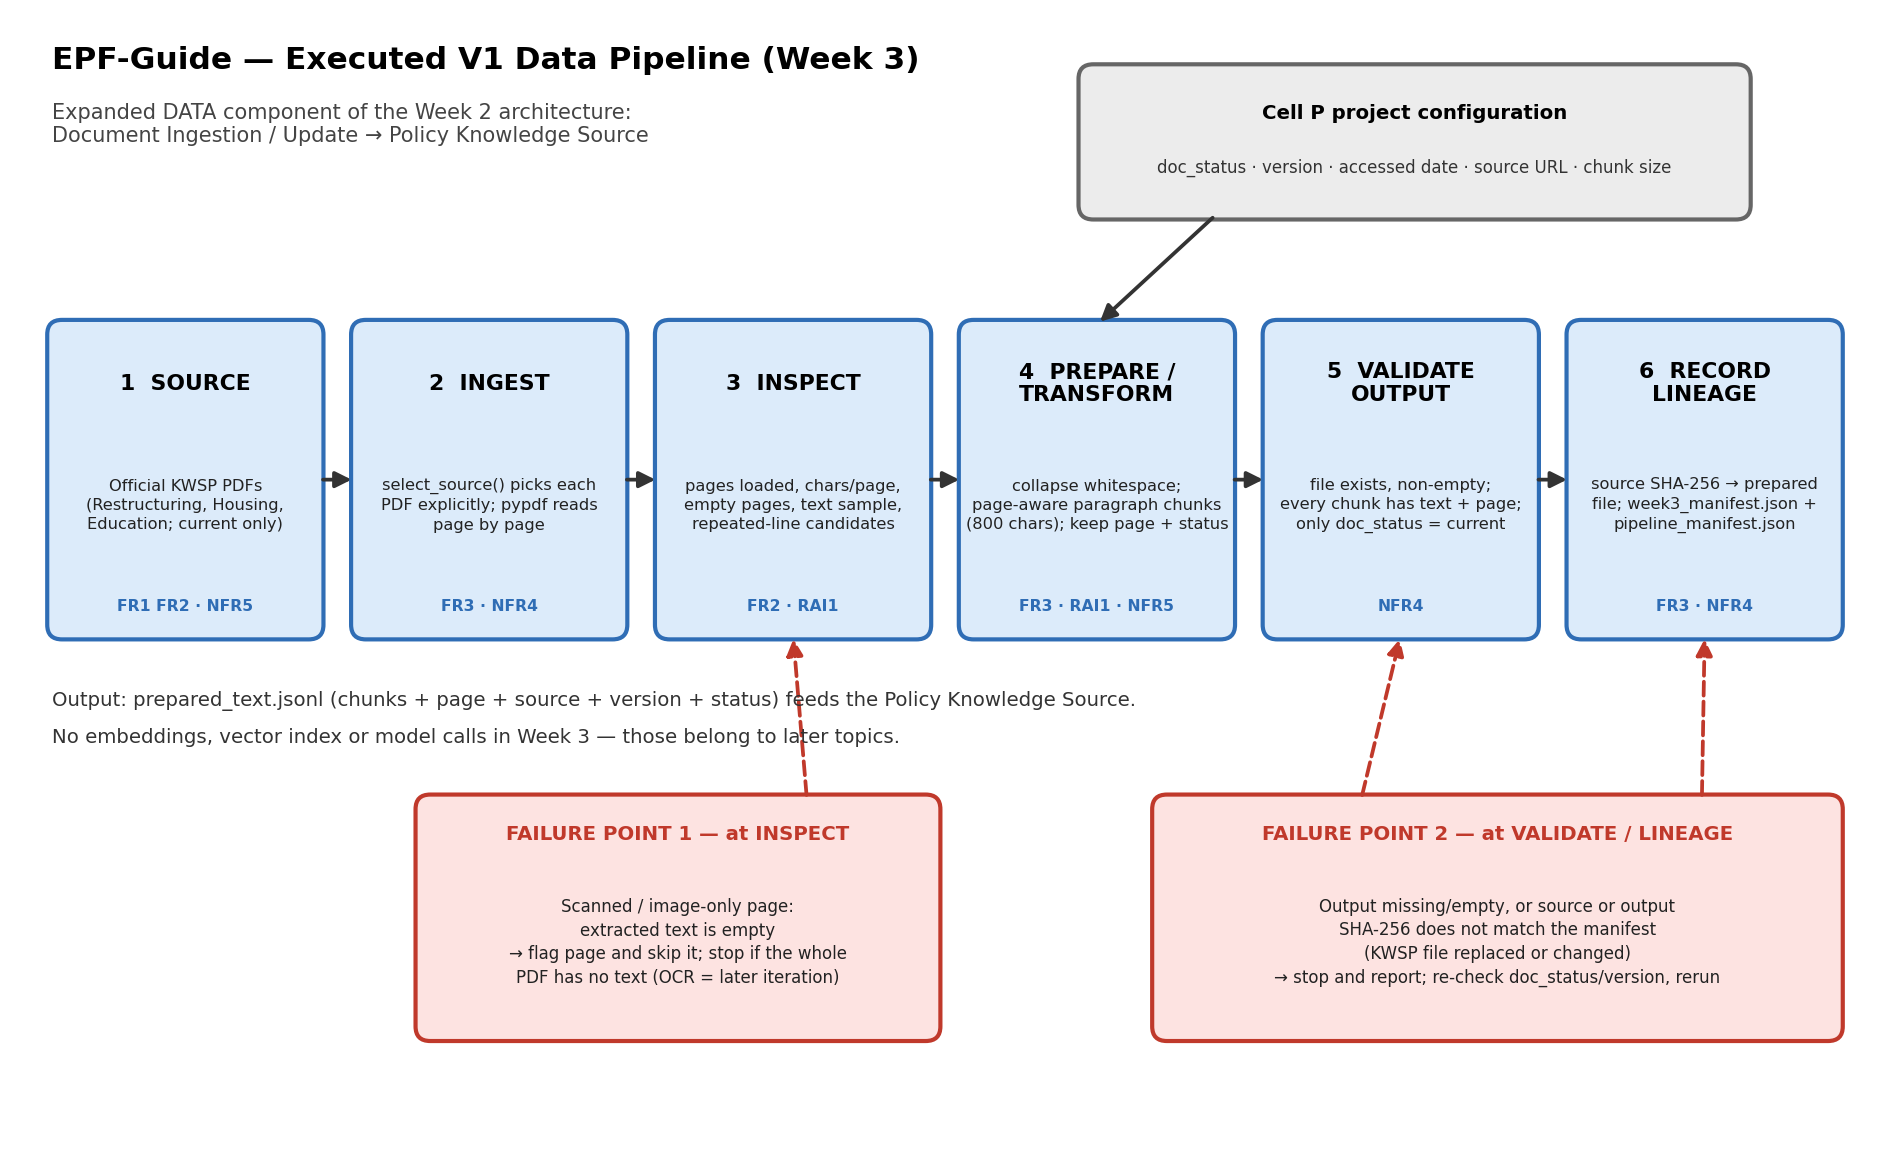 EPF-Guide — Executed V1 Data Pipeline (Week 3)
Expanded DATA component of the Week 2 architecture:
Document Ingestion / Update → Policy Knowledge Source
Cell P project configuration
doc_status · version · accessed date · source URL · chunk size
1  SOURCE
Official KWSP PDFs
(Restructuring, Housing,
Education; current only)
FR1 FR2 · NFR5
2  INGEST
select_source() picks each
PDF explicitly; pypdf reads
page by page
FR3 · NFR4
3  INSPECT
pages loaded, chars/page,
empty pages, text sample,
repeated-line candidates
FR2 · RAI1
4  PREPARE /
TRANSFORM
collapse whitespace;
page-aware paragraph chunks
(800 chars); keep page + status
FR3 · RAI1 · NFR5
5  VALIDATE
OUTPUT
file exists, non-empty;
every chunk has text + page;
only doc_status = current
NFR4
6  RECORD
LINEAGE
source SHA-256 → prepared
file; week3_manifest.json +
pipeline_manifest.json
FR3 · NFR4
Output: prepared_text.jsonl (chunks + page + source + version + status) feeds the Policy Knowledge Source.
No embeddings, vector index or model calls in Week 3 — those belong to later topics.
FAILURE POINT 1 — at INSPECT
Scanned / image-only page:
extracted text is empty
→ flag page and skip it; stop if the whole
PDF has no text (OCR = later iteration)
FAILURE POINT 2 — at VALIDATE / LINEAGE
Output missing/empty, or source or output
SHA-256 does not match the manifest
(KWSP file replaced or changed)
→ stop and report; re-check doc_status/version, rerun